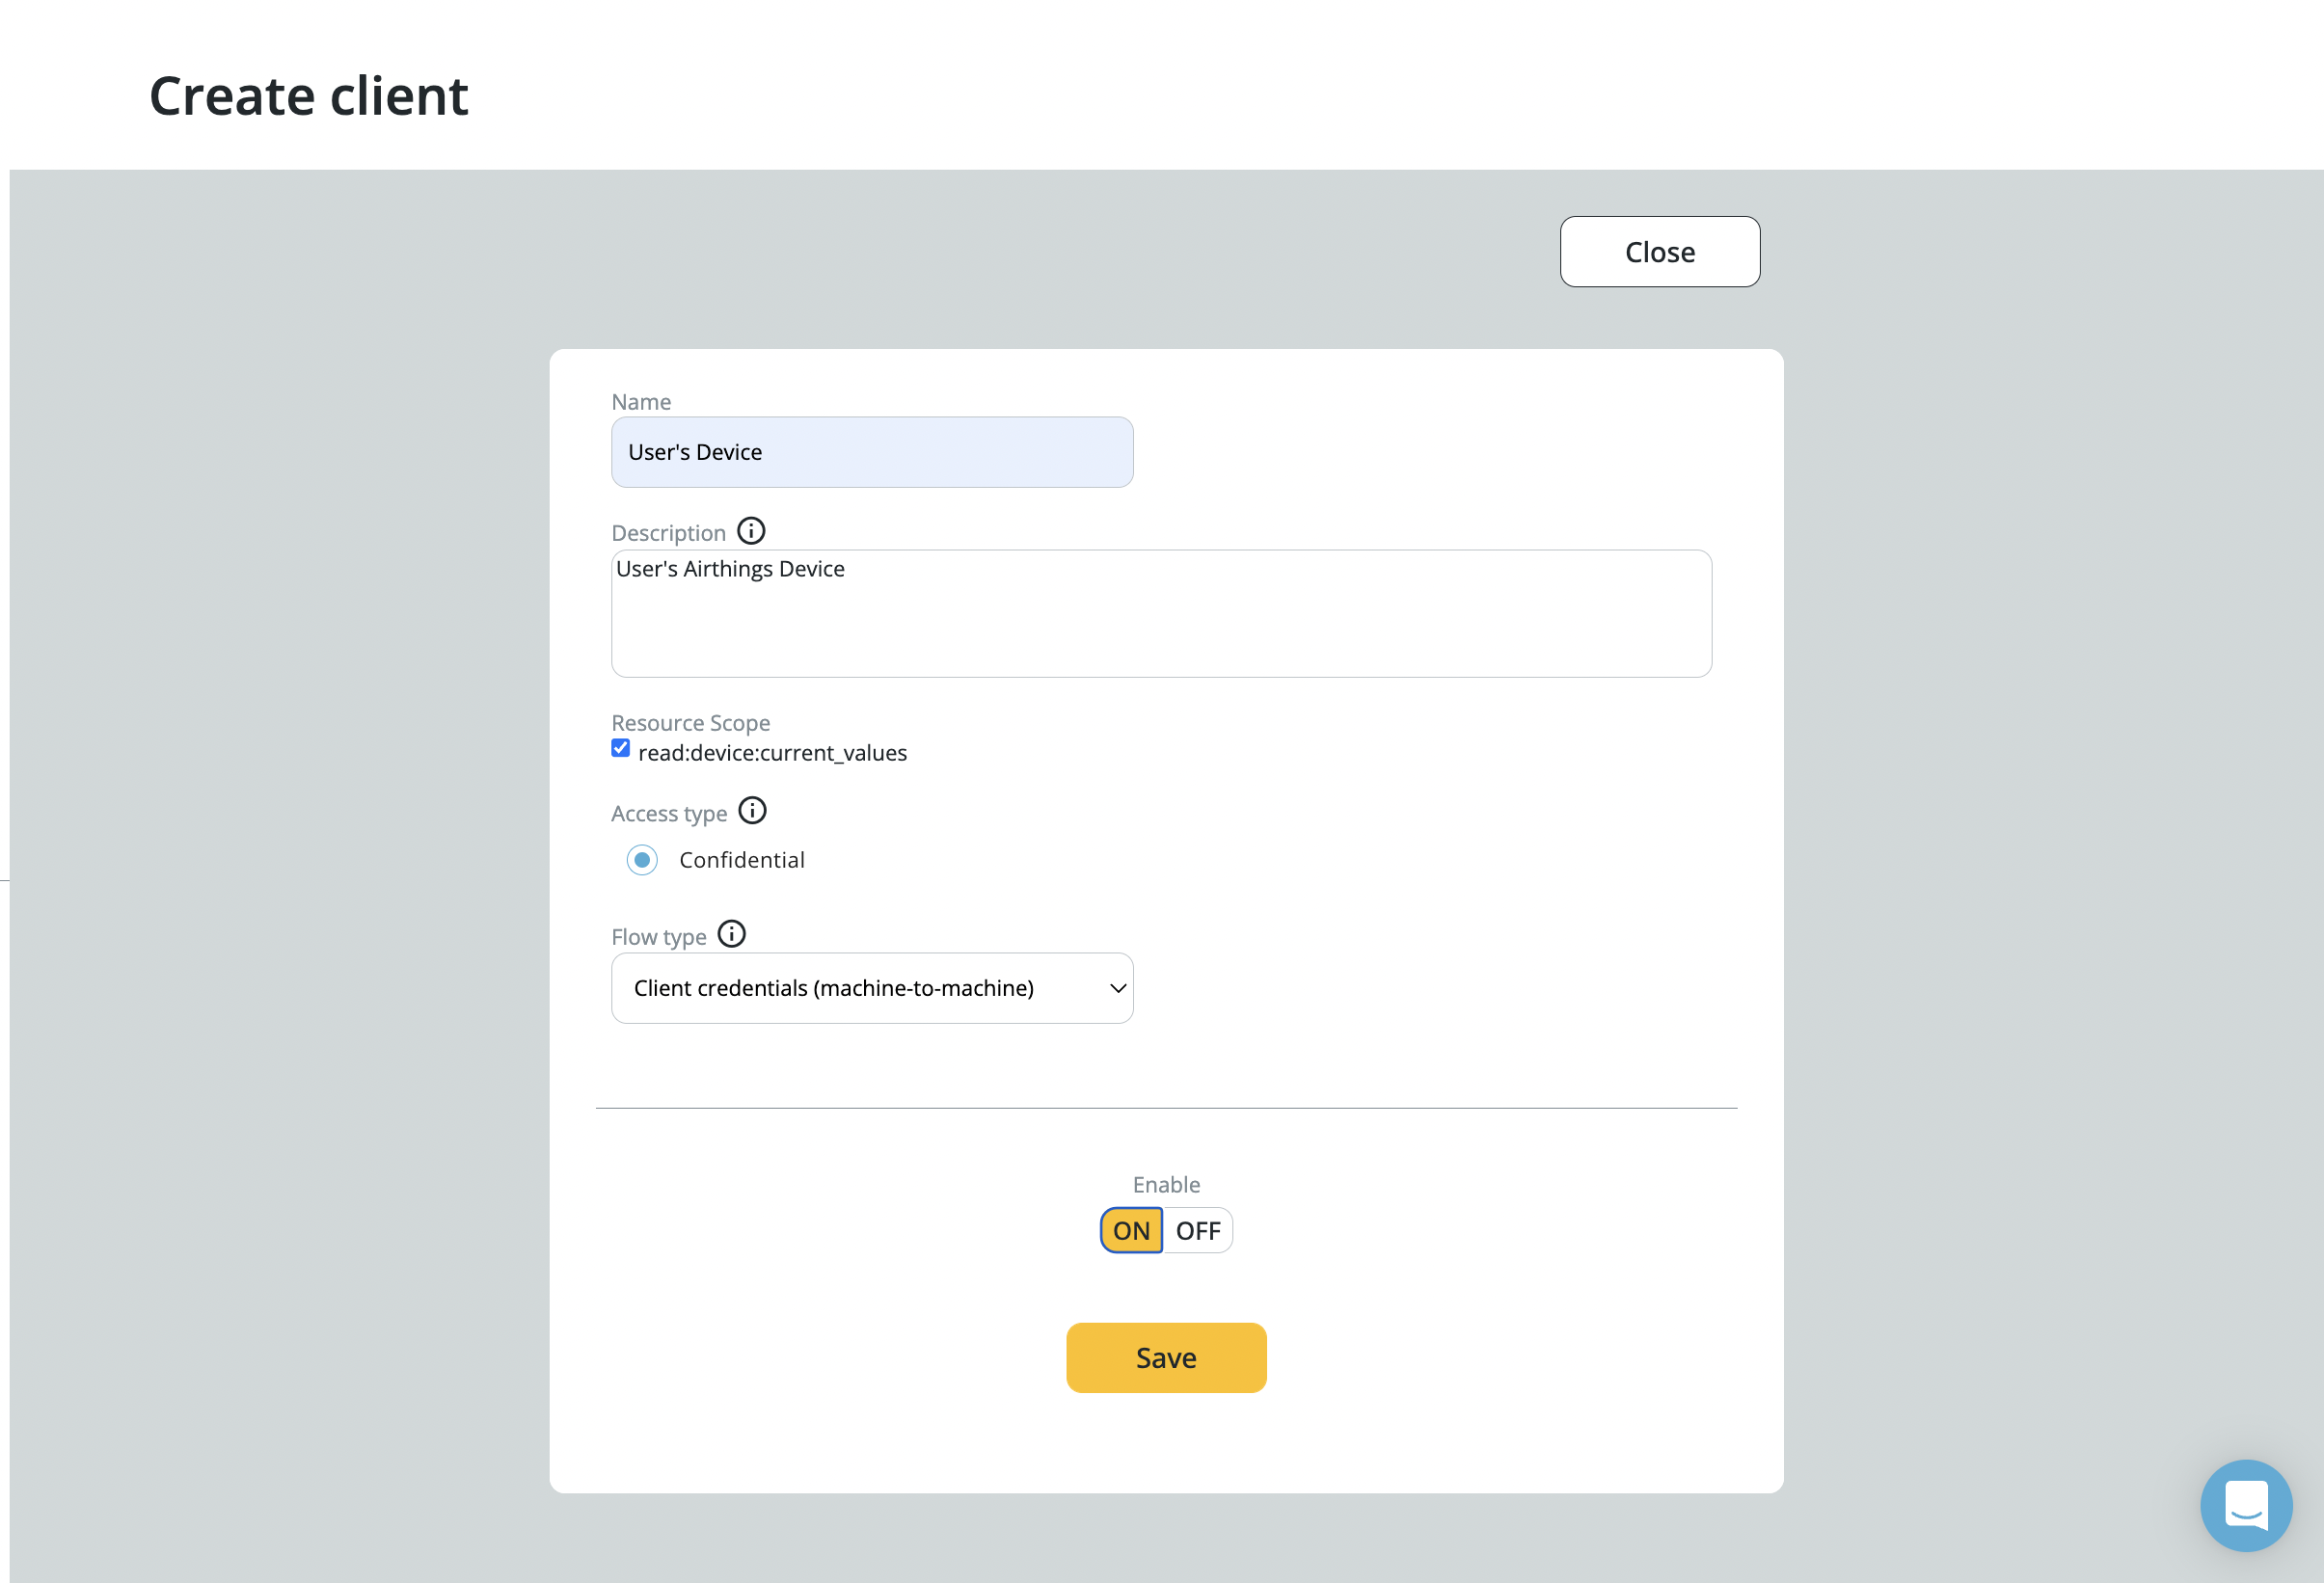 Create client
Close
Name
User's Device
Description
User's Airthings Device
Resource Scope
read:device:current_values
Access type
Confidential
Flow type
Client credentials (machine-to-machine)
Enable
ON OFF
Save